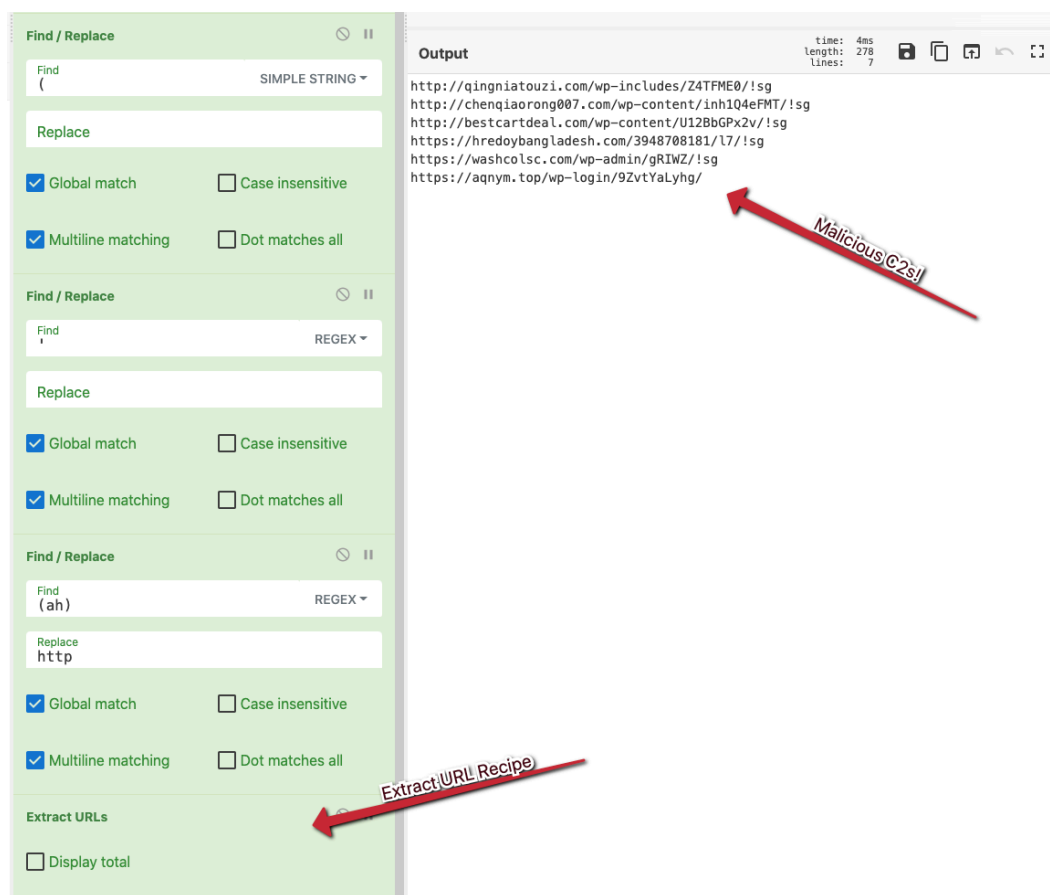 Find / Replace
Find
(
SIMPLE STRING
Replace
Global match
Case insensitive
Multiline matching
Dot matches all
Find / Replace
Find
'
REGEX
Replace
Global match
Case insensitive
Multiline matching
Dot matches all
Find / Replace
Find
(ah)
REGEX
Replace
http
Global match
Case insensitive
Multiline matching
Dot matches all
Extract URLs
Display total
Extract URL Recipe
Output
time: 4ms
length: 278
lines: 7
http://qingniatouzi.com/wp-includes/Z4TFME0/!sg
http://chenqiaorong007.com/wp-content/inh1Q4eFMT/!sg
http://bestcartdeal.com/wp-content/U12BbGPx2v/!sg
https://hredoybangladesh.com/3948708181/l7/!sg
https://washcolsc.com/wp-admin/gRIWZ/!sg
https://aqnym.top/wp-login/9ZvtYaLyhg/
Malicious C2s!